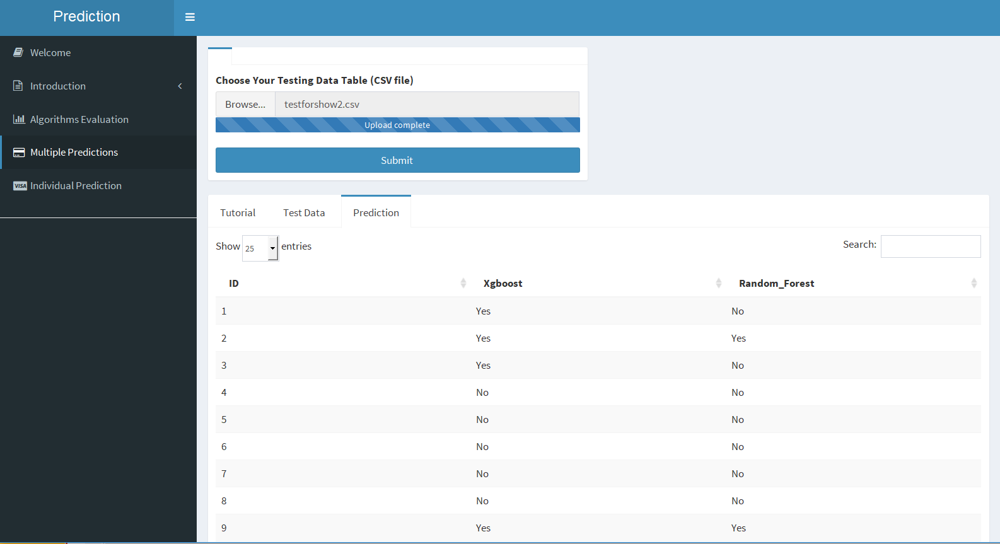 Prediction
Welcome
Introduction
Algorithms Evaluation
Multiple Predictions
VISA Individual Prediction
Choose Your Testing Data Table (CSV file)
Browse... testforshow2.csv
Upload complete
Submit
Tutorial Test Data Prediction
Show 25 entries Search:
ID Xgboost Random_Forest
1 Yes No
2 Yes Yes
3 Yes No
4 No No
5 No No
6 No No
7 No No
8 No No
9 Yes Yes